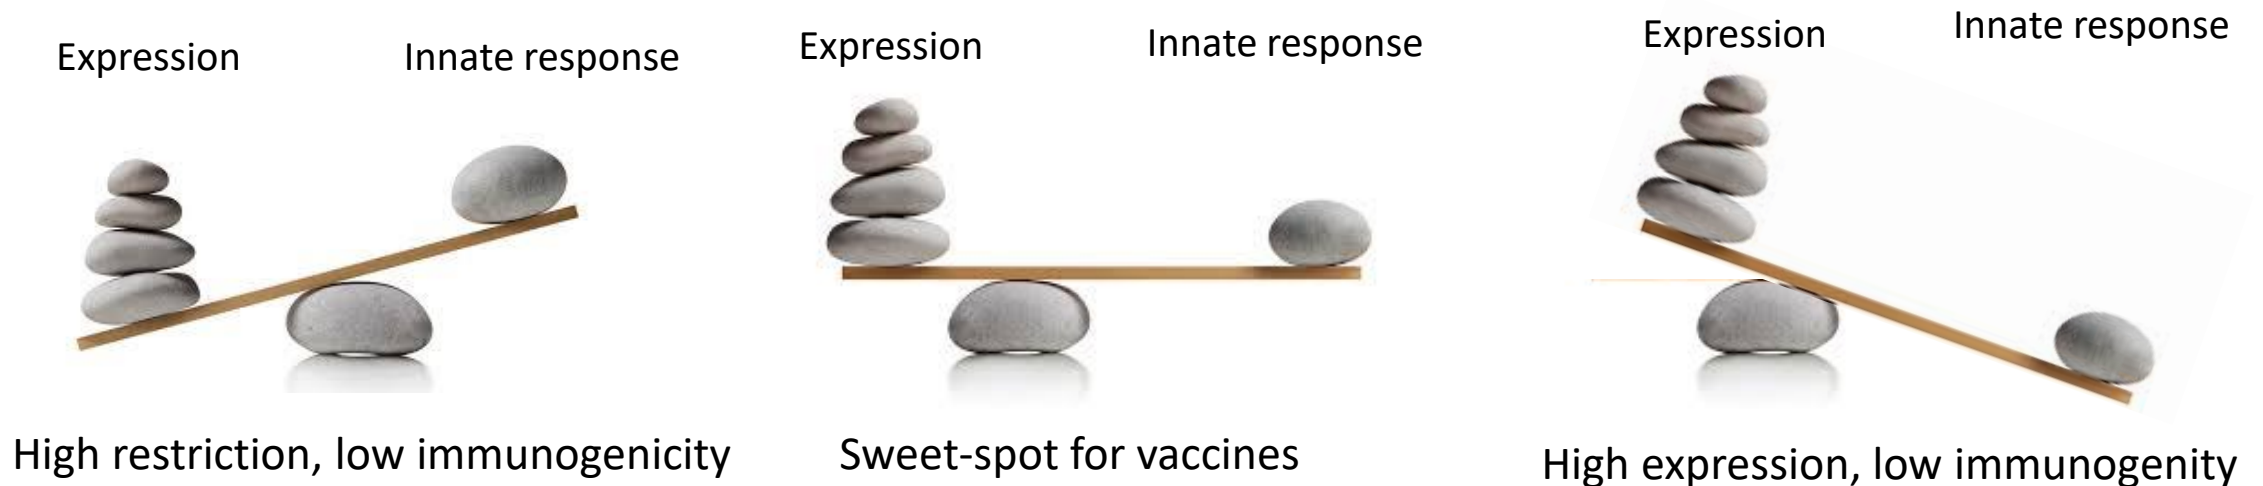 Expression
Innate response
Expression
Innate response
Expression
Innate response
High restriction, low immunogenicity
Sweet-spot for vaccines
High expression, low immunogenity